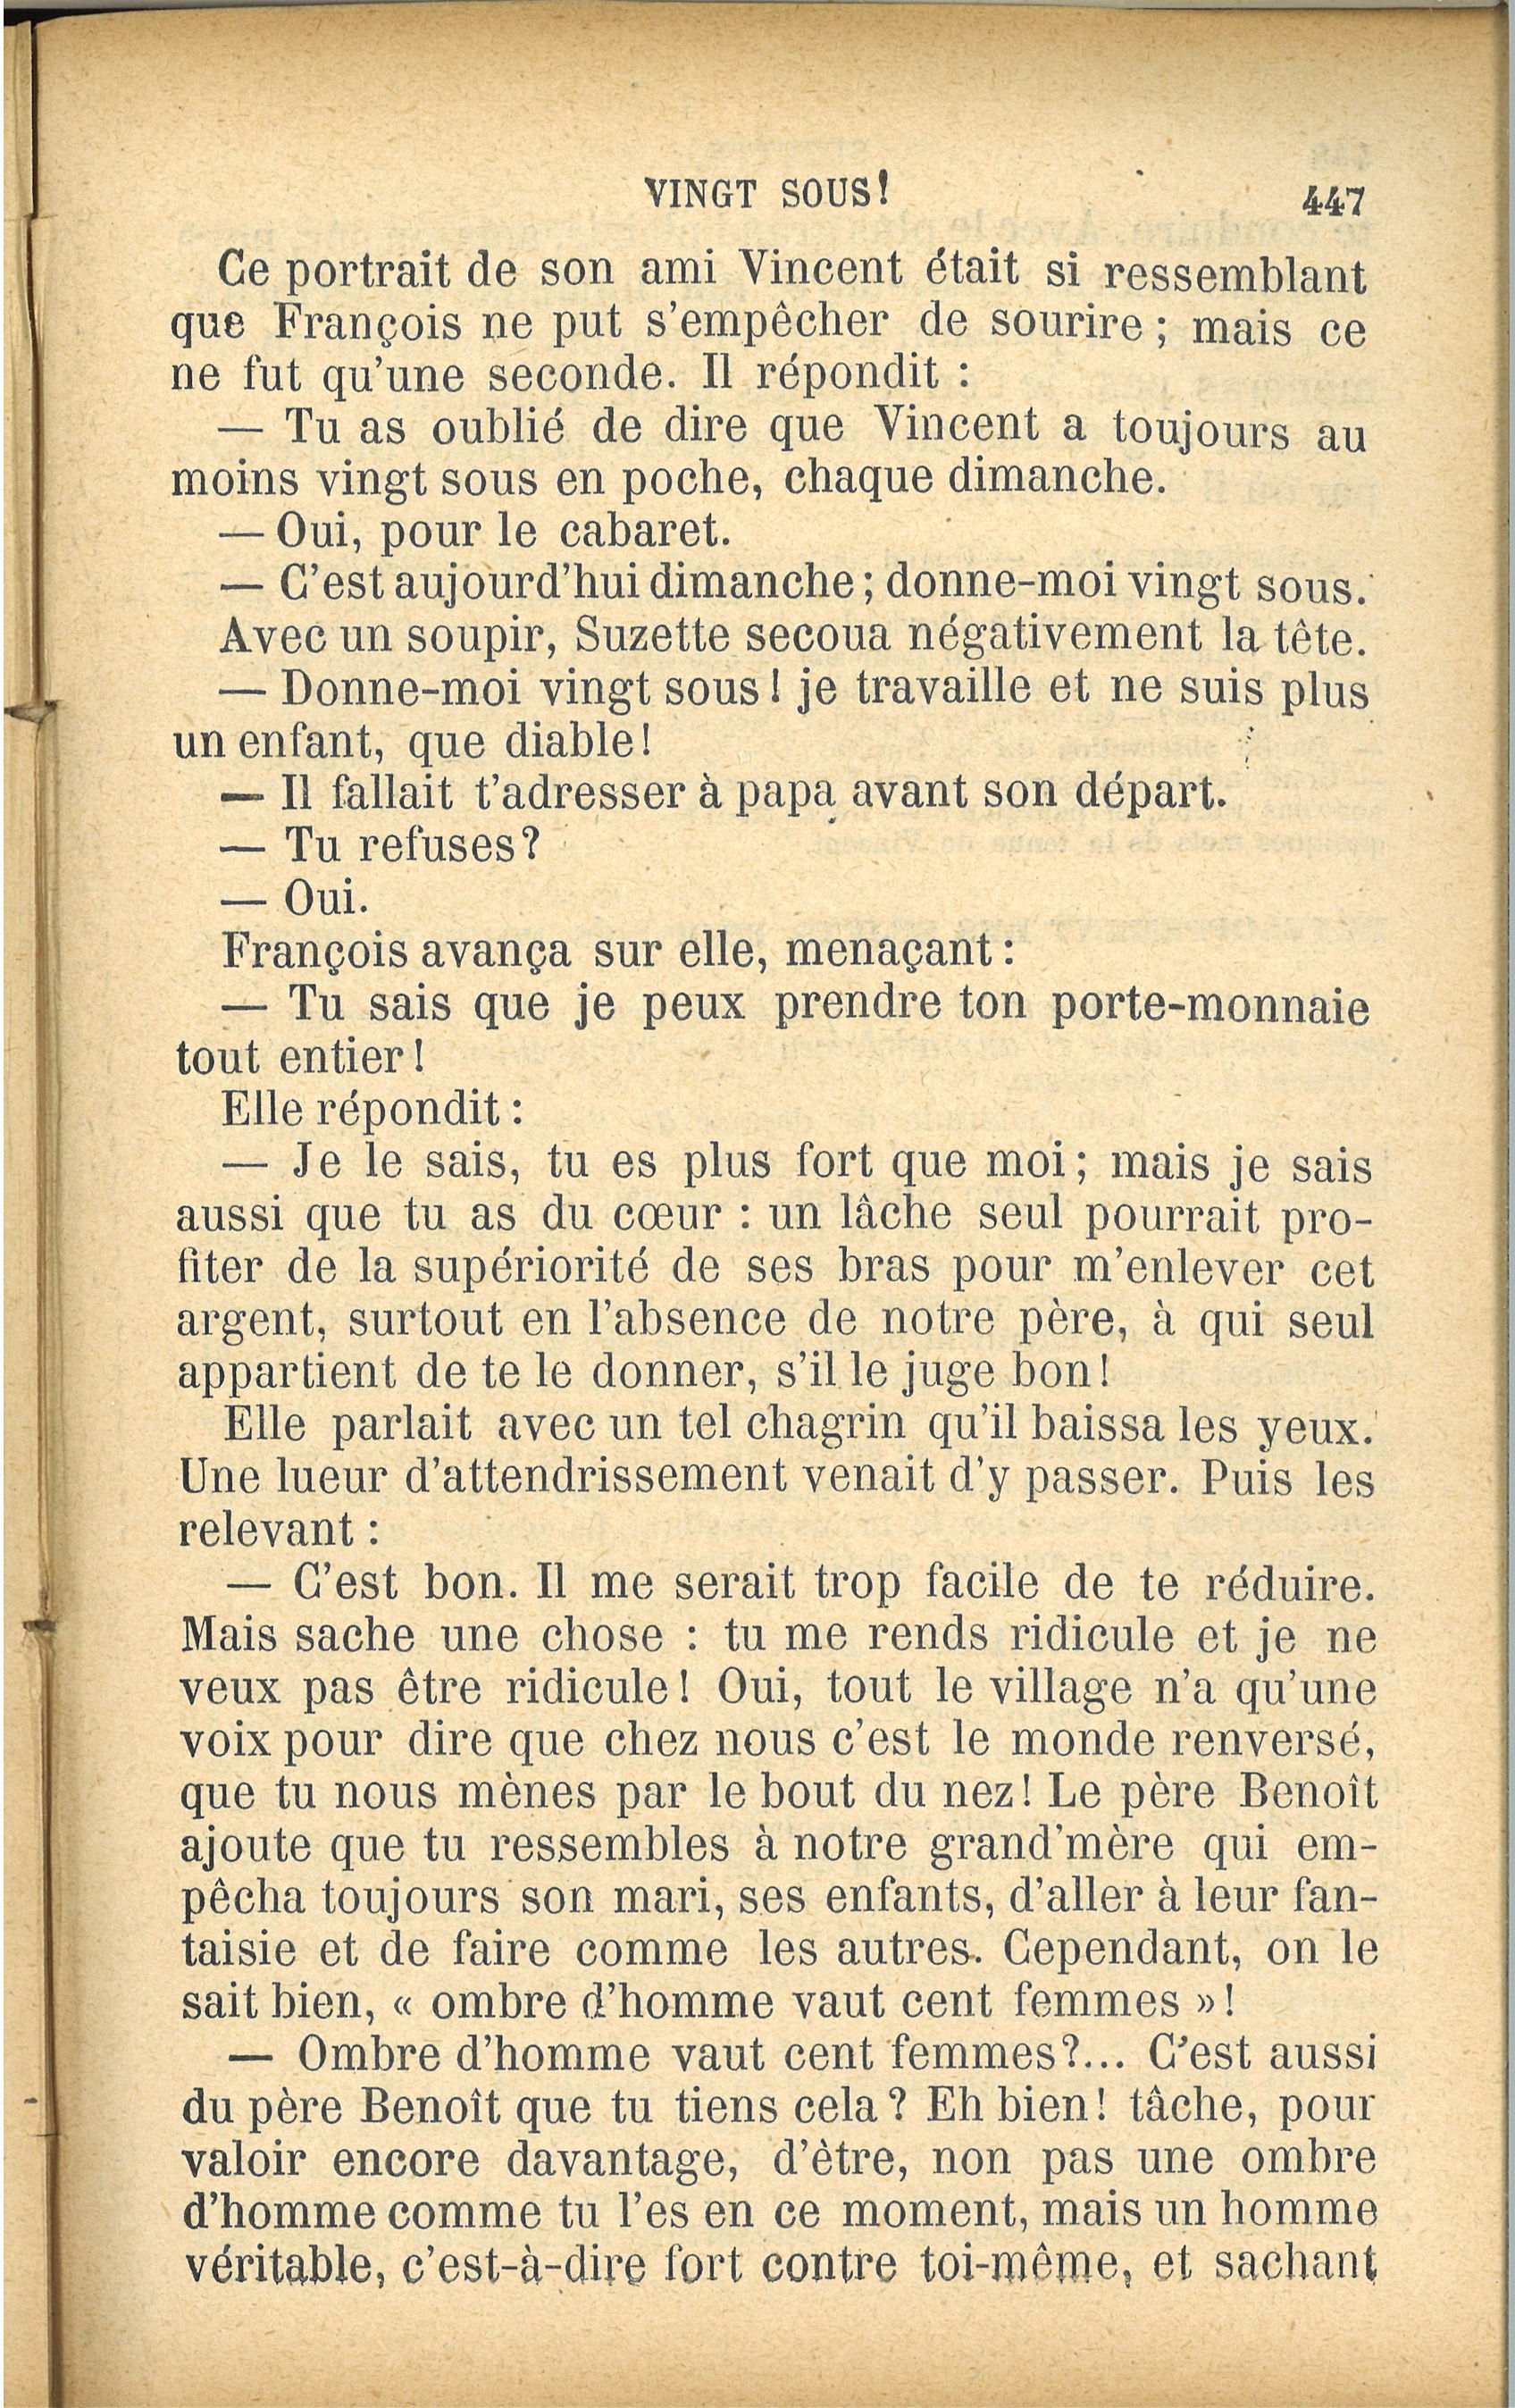 VINGT SOUS!
447
Ce portrait de son ami Vincent était si ressemblant
que François ne put s'empêcher de sourire ; mais ce
ne fut qu'une seconde. Il répondit :
— Tu as oublié de dire que Vincent a toujours au
moins vingt sous en poche, chaque dimanche.
— Oui, pour le cabaret.
— C'est aujourd'hui dimanche ; donne-moi vingt sous.
Avec un soupir, Suzette secoua négativement la tête.
— Donne-moi vingt sous ! je travaille et ne suis plus
un enfant, que diable !
— Il fallait t'adresser à papa avant son départ.
— Tu refuses ?
— Oui.
François avança sur elle, menaçant :
— Tu sais que je peux prendre ton porte-monnaie
tout entier !
Elle répondit :
— Je le sais, tu es plus fort que moi ; mais je sais
aussi que tu as du cœur : un lâche seul pourrait pro-
fiter de la supériorité de ses bras pour m'enlever cet
argent, surtout en l'absence de notre père, à qui seul
appartient de te le donner, s'il le juge bon !
Elle parlait avec un tel chagrin qu'il baissa les yeux.
Une lueur d'attendrissement venait d'y passer. Puis les
relevant :
— C'est bon. Il me serait trop facile de te réduire.
Mais sache une chose : tu me rends ridicule et je ne
veux pas être ridicule ! Oui, tout le village n'a qu'une
voix pour dire que chez nous c'est le monde renversé,
que tu nous mènes par le bout du nez ! Le père Benoît
ajoute que tu ressembles à notre grand'mère qui em-
pêcha toujours son mari, ses enfants, d'aller à leur fan-
taisie et de faire comme les autres. Cependant, on le
sait bien, « ombre d'homme vaut cent femmes » !
— Ombre d'homme vaut cent femmes ?... C'est aussi
du père Benoît que tu tiens cela ? Eh bien ! tâche, pour
valoir encore davantage, d'être, non pas une ombre
d'homme comme tu l'es en ce moment, mais un homme
véritable, c'est-à-dire fort contre toi-même, et sachant